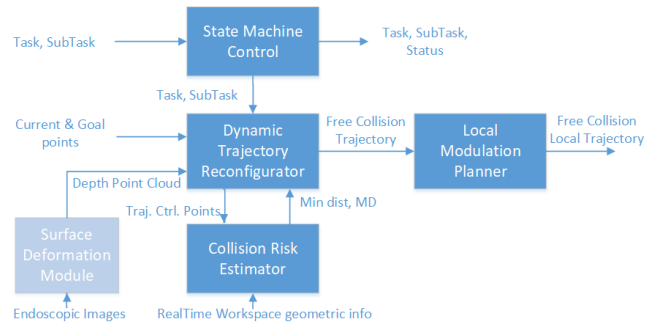 State Machine
Control
Task, SubTask
Task, SubTask,
Status
Task, SubTask
Current & Goal
points
Dynamic
Trajectory
Reconfigurator
Free Collision
Trajectory
Local
Modulation
Planner
Free Collision
Local Trajectory
Depth Point Cloud
Traj. Ctrl. Points
Min dist, MD
Surface
Deformation
Module
Collision Risk
Estimator
Endoscopic Images
RealTime Workspace geometric info